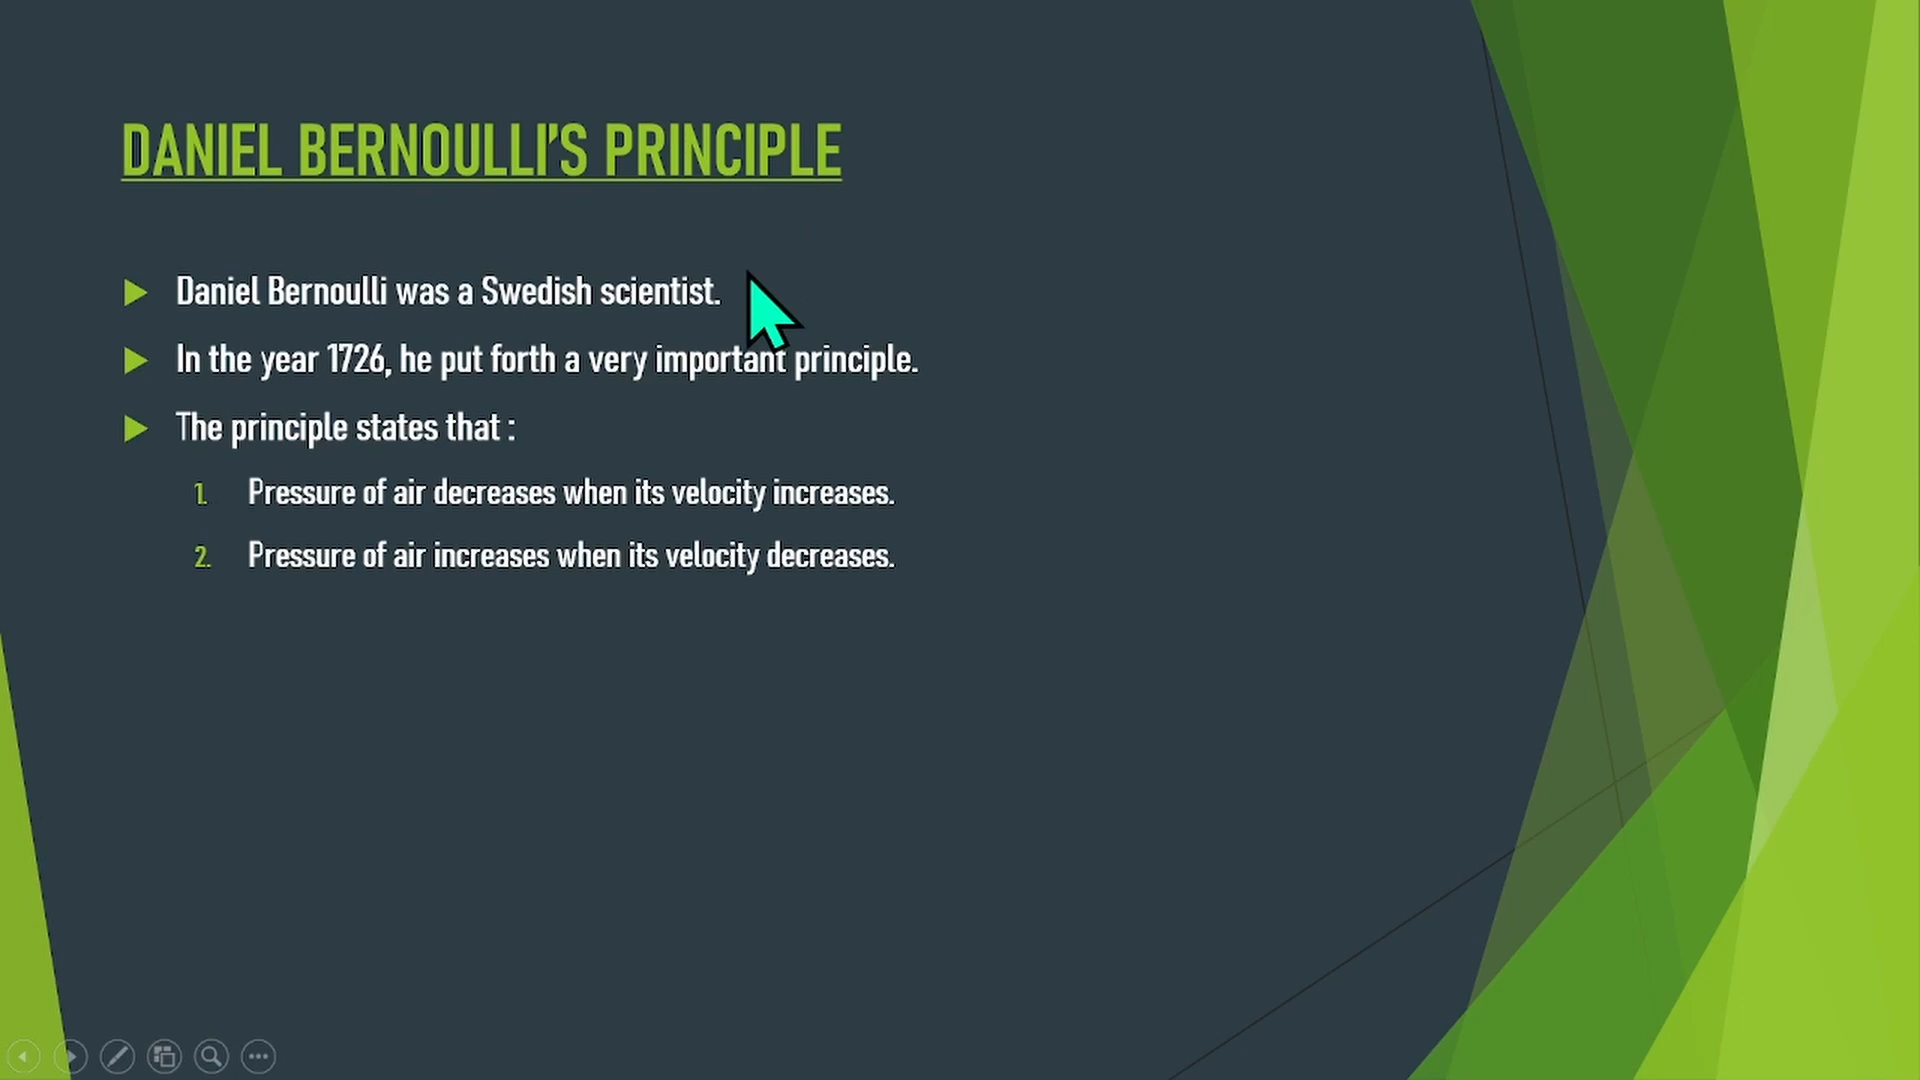 DANIEL BERNOULLI'S PRINCIPLE
Daniel Bernoulli was a Swedish scientist.
In the year 1726, he put forth a very important principle.
The principle states that :
1. Pressure of air decreases when its velocity increases.
2. Pressure of air increases when its velocity decreases.